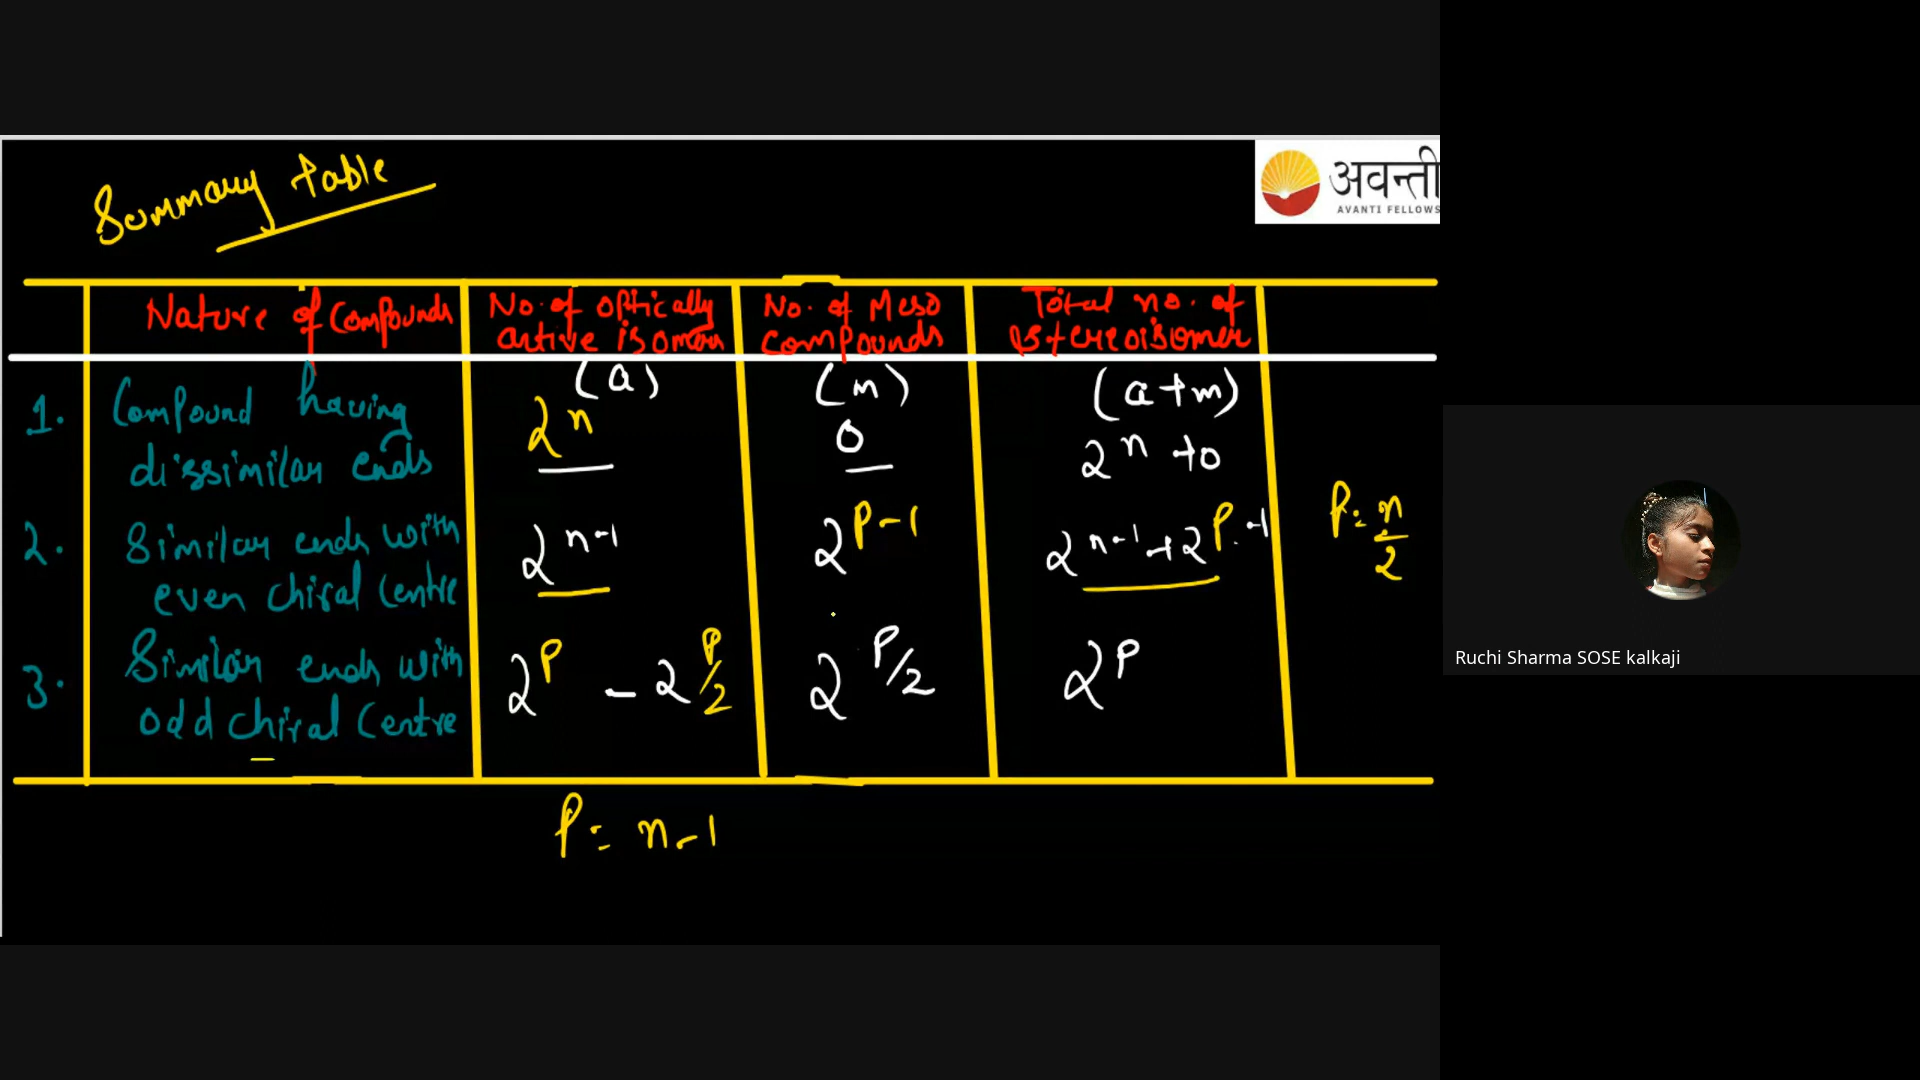 Summary table
अवन्ती
AVANTI FELLOWS
Nature of Compounds
No. of optically active isomers
No. of Meso compounds
Total no. of stereoisomer
(a)
(m)
(a+m)
1. Compound having dissimilar ends
2^n
0
2^n +0
2. Similar ends with even chiral Centre
2^n-1
2^P-1
2^n-1 + 2^P-1
P = n/2
3. Similar ends with odd chiral Centre
2^P - 2^P/2
2^P/2
2^P
P = n-1
Ruchi Sharma SOSE kalkaji